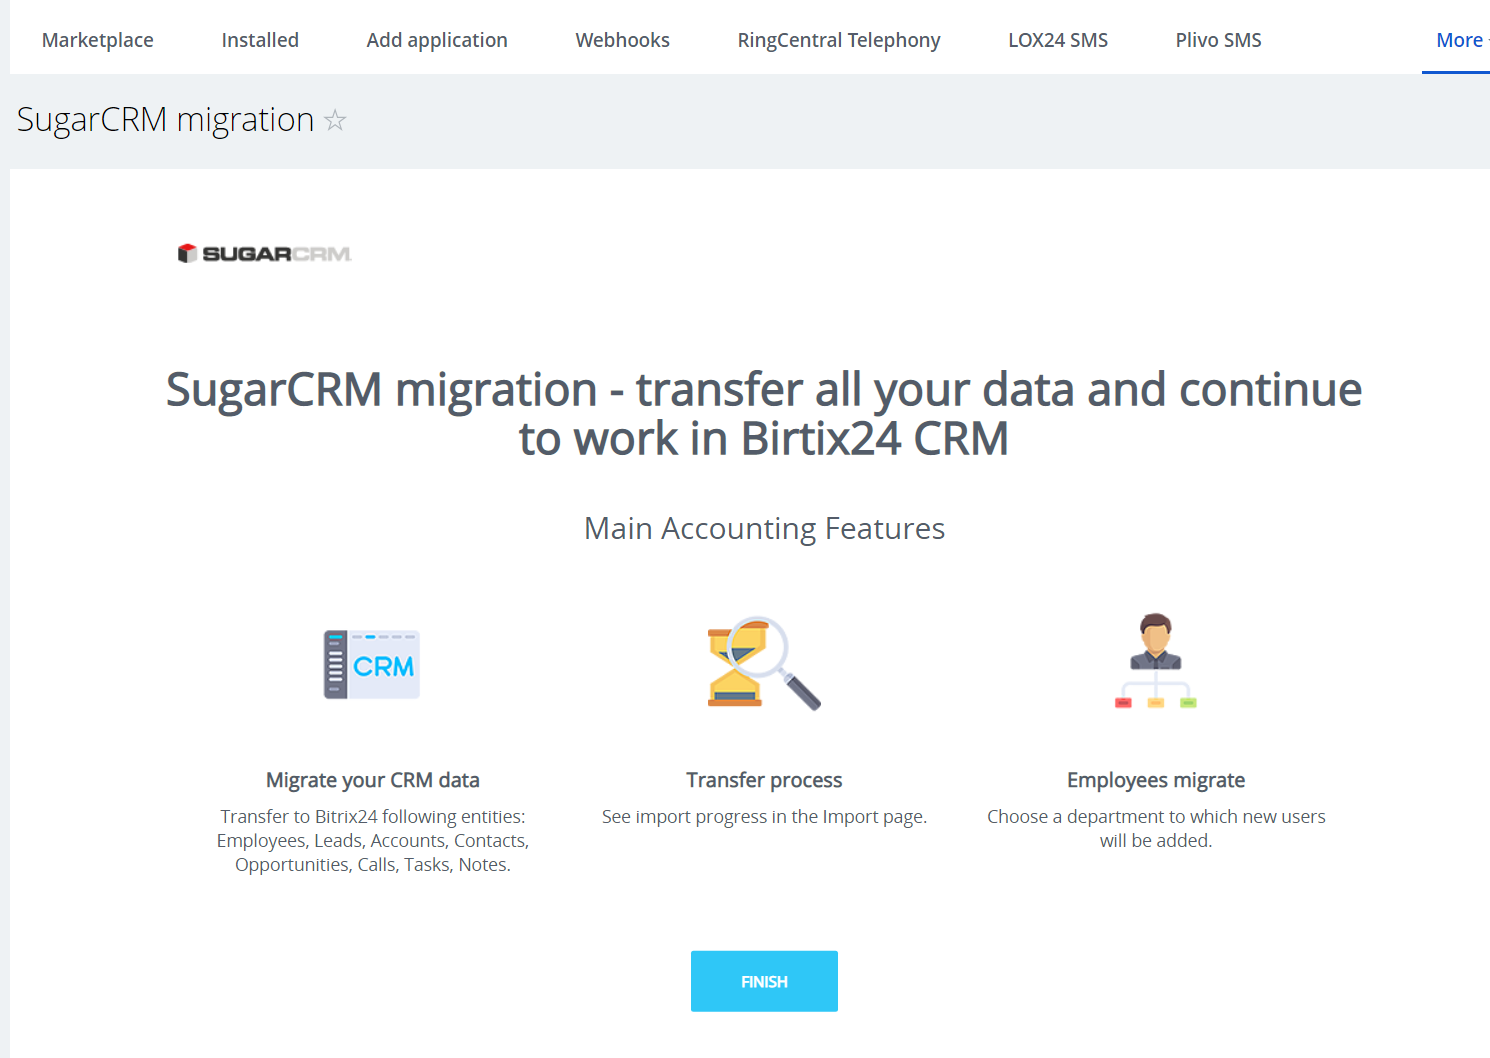 Marketplace Installed Add application Webhooks RingCentral Telephony LOX24 SMS Plivo SMS More
SugarCRM migration
SUGARCRM
SugarCRM migration - transfer all your data and continue
to work in Birtix24 CRM
Main Accounting Features
CRM
Migrate your CRM data
Transfer to Bitrix24 following entities:
Employees, Leads, Accounts, Contacts,
Opportunities, Calls, Tasks, Notes.
Transfer process
See import progress in the Import page.
Employees migrate
Choose a department to which new users
will be added.
FINISH